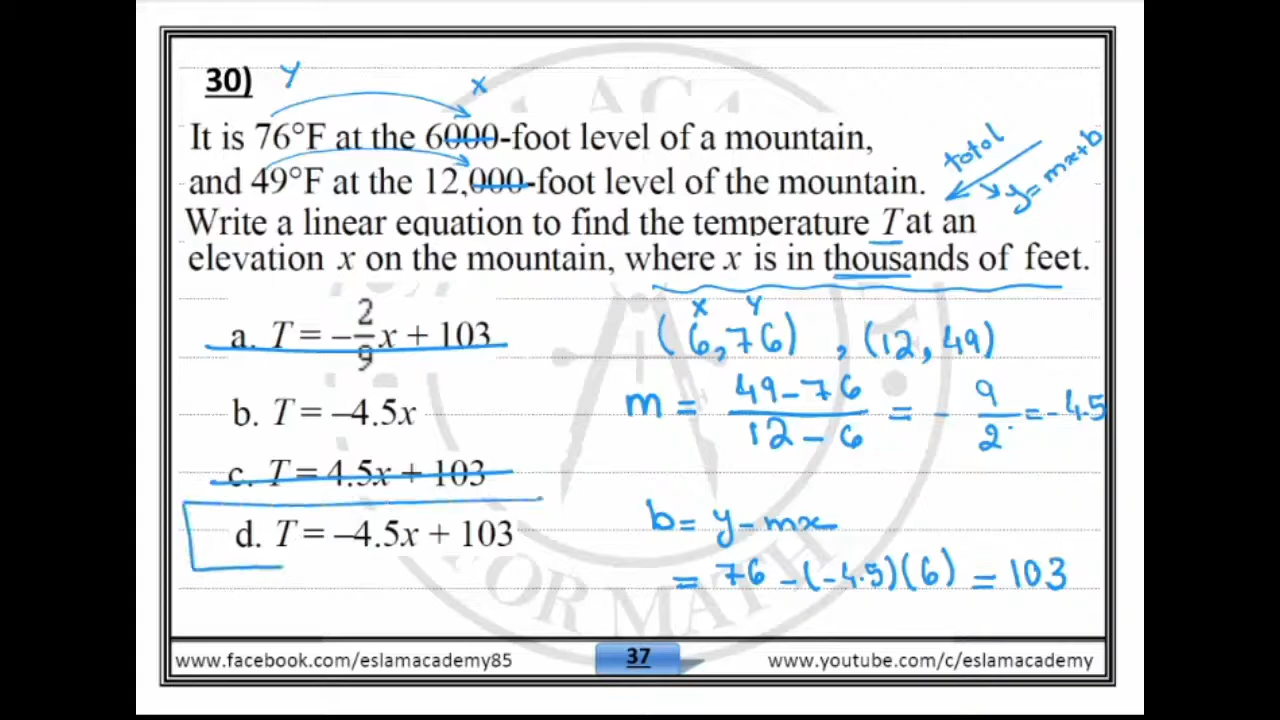 30) Y
X
It is 76°F at the 6000-foot level of a mountain,
and 49°F at the 12,000-foot level of the mountain.
total
y = mx+b
Write a linear equation to find the temperature T at an
elevation x on the mountain, where x is in thousands of feet.
X Y
(6,76) , (12,49)
a. T = –2/9x + 103
m = 49-76 / 12-6 = - 9/2 = -4.5
b. T = –4.5x
c. T = 4.5x + 103
b = y - mx
d. T = –4.5x + 103
= 76 - (-4.5)(6) = 103
FOR MATH
www.facebook.com/eslamacademy85
37
www.youtube.com/c/eslamacademy